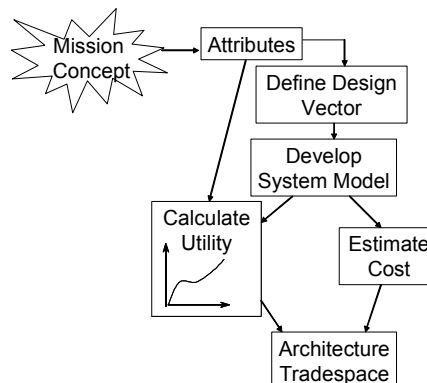 Mission
Concept
Attributes
Define Design
Vector
Develop
System Model
Calculate
Utility
Estimate
Cost
Architecture
Tradespace